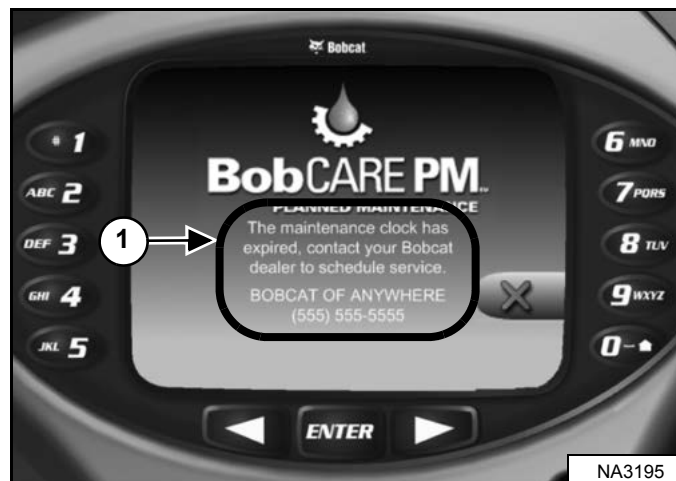 Bobcat
BobCARE PM™
PLANNED MAINTENANCE
The maintenance clock has
expired, contact your Bobcat
dealer to schedule service.
BOBCAT OF ANYWHERE
(555) 555-5555
* 1
ABC 2
DEF 3
GHI 4
JKL 5
6 MNO
7 PQRS
8 TUV
9 WXYZ
0-
1
ENTER
NA3195